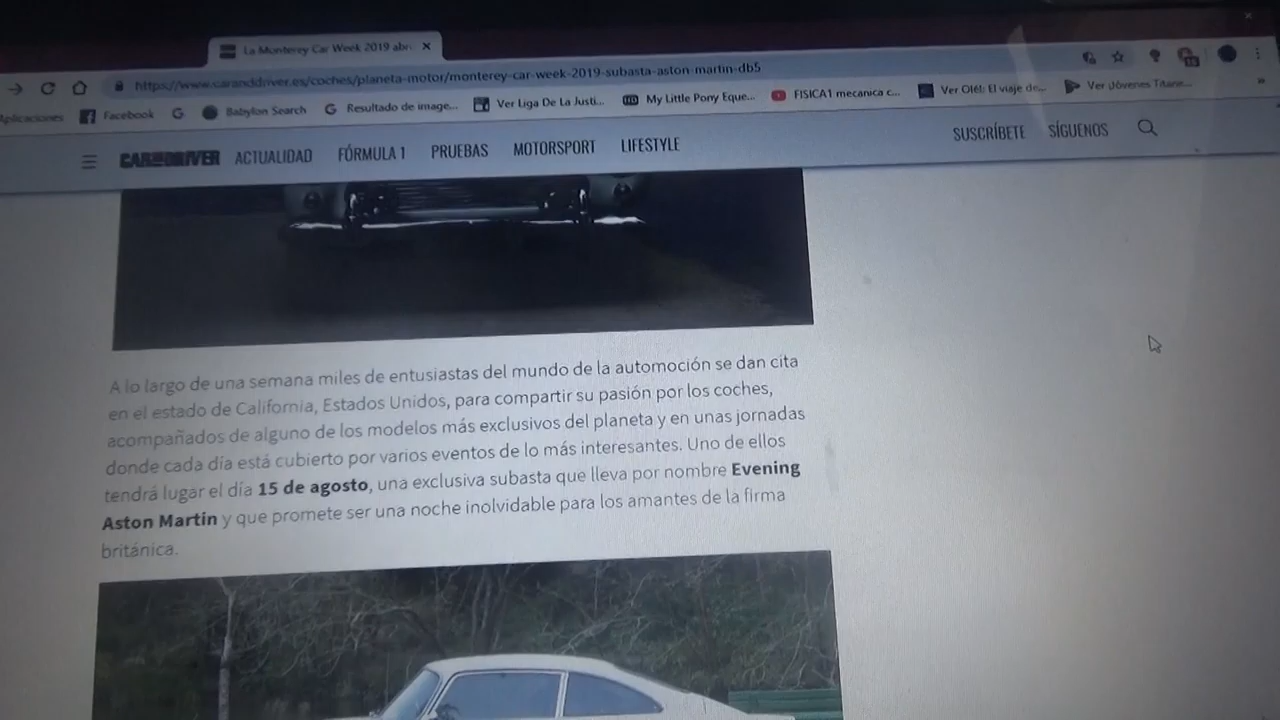 La Monterey Car Week 2019 abr
https://www.caranddriver.es/coches/planeta-motor/monterey-car-week-2019-subasta-aston-martin-db5
Aplicaciones Facebook Babylon Search Resultado de image... Ver Liga De La Justi... My Little Pony Eque... FISICA1 mecanica c... Ver Olé!: El viaje de... Ver Jóvenes Titane... »
CAR AND DRIVER ACTUALIDAD FÓRMULA 1 PRUEBAS MOTORSPORT LIFESTYLE SUSCRÍBETE SÍGUENOS
A lo largo de una semana miles de entusiastas del mundo de la automoción se dan cita
en el estado de California, Estados Unidos, para compartir su pasión por los coches,
acompañados de alguno de los modelos más exclusivos del planeta y en unas jornadas
donde cada día está cubierto por varios eventos de lo más interesantes. Uno de ellos
tendrá lugar el día 15 de agosto, una exclusiva subasta que lleva por nombre Evening
Aston Martin y que promete ser una noche inolvidable para los amantes de la firma
británica.